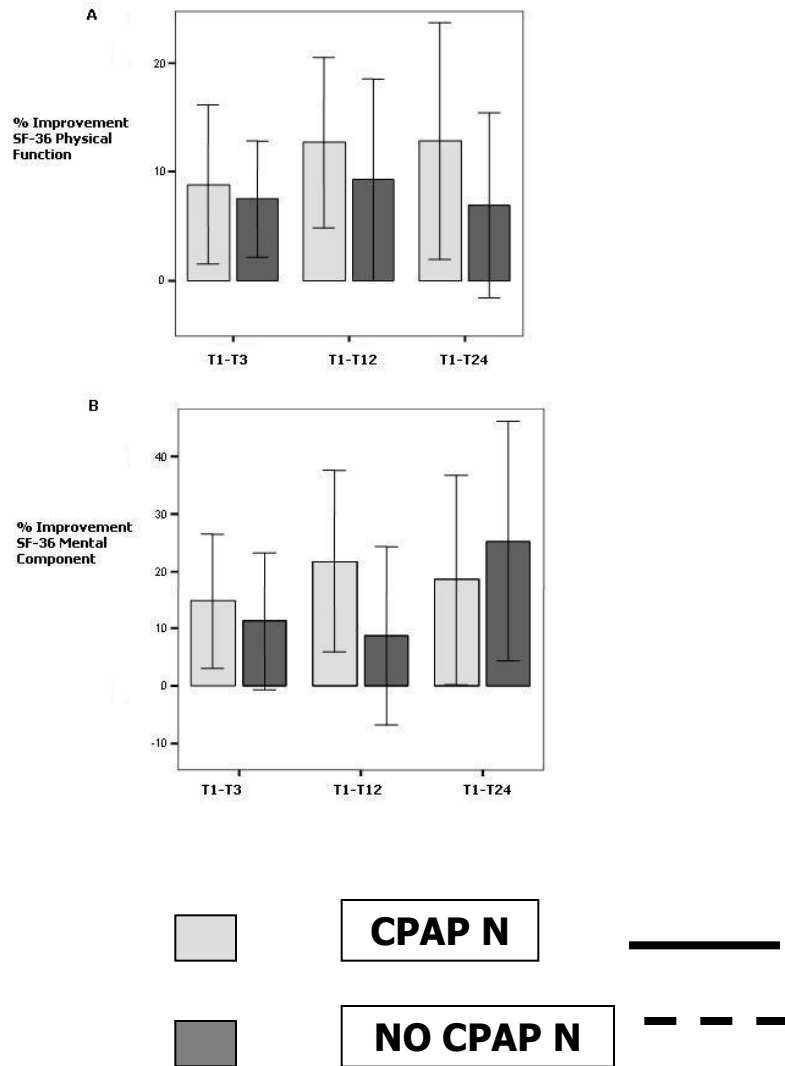 A
% Improvement
SF-36 Physical
Function
20
10
0
T1-T3 T1-T12 T1-T24
B
% Improvement
SF-36 Mental
Component
40
30
20
10
0
-10
T1-T3 T1-T12 T1-T24
CPAP N
NO CPAP N